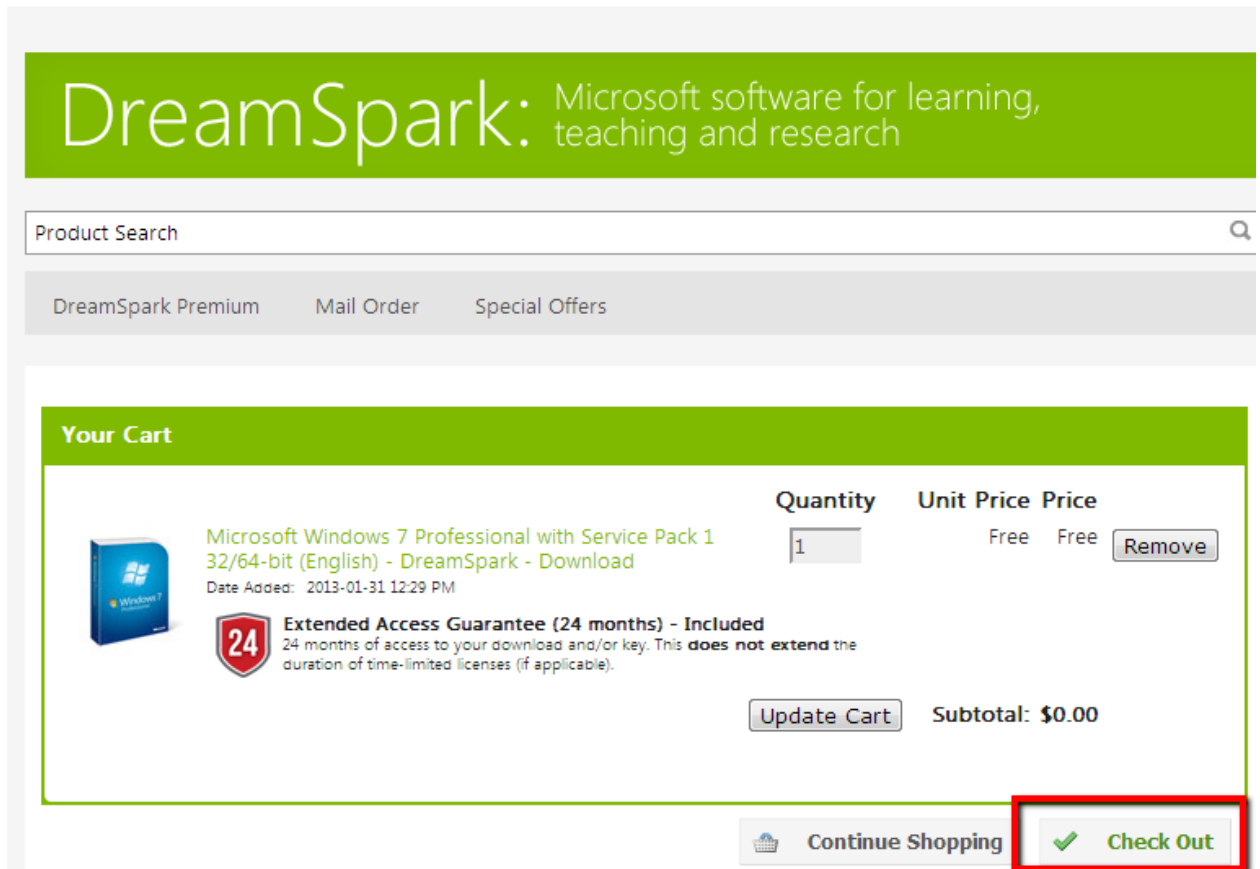 DreamSpark: Microsoft software for learning,
teaching and research
Product Search
DreamSpark Premium Mail Order Special Offers
Your Cart
Quantity Unit Price Price
Microsoft Windows 7 Professional with Service Pack 1
32/64-bit (English) - DreamSpark - Download
1 Free Free Remove
Date Added: 2013-01-31 12:29 PM
Windows 7
24
Extended Access Guarantee (24 months) - Included
24 months of access to your download and/or key. This does not extend the
duration of time-limited licenses (if applicable).
Update Cart Subtotal: $0.00
Continue Shopping Check Out